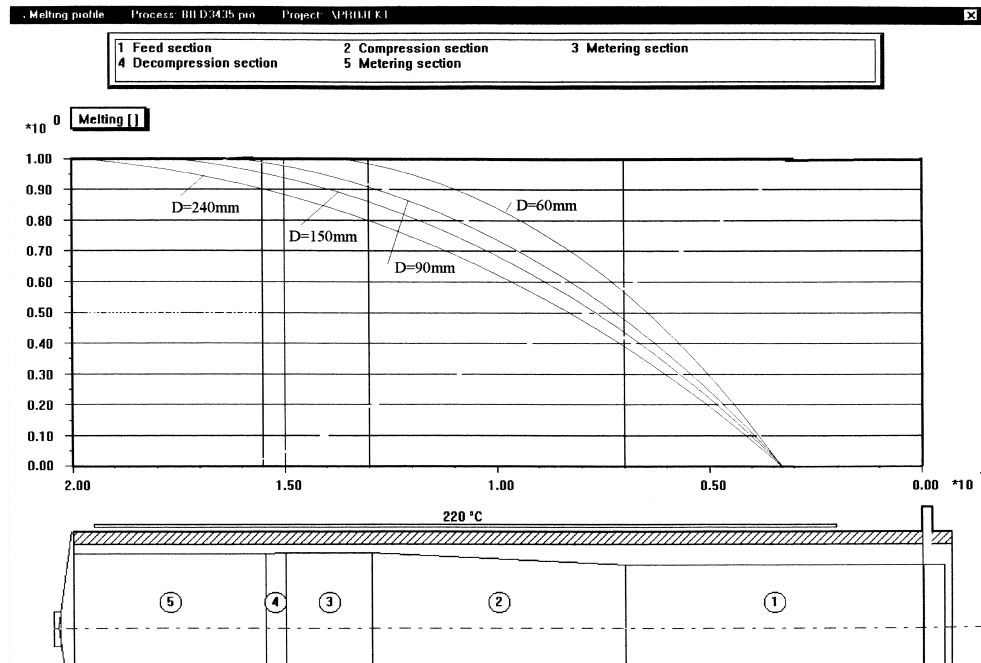 . Melting profile Process: BILD3435 pro Project: \PROJEKT
1 Feed section 2 Compression section 3 Metering section
4 Decompression section 5 Metering section
*10 0 Melting []
1.00
0.90
0.80
0.70
0.60
0.50
0.40
0.30
0.20
0.10
0.00
D=240mm
D=150mm
D=90mm
D=60mm
2.00 1.50 1.00 0.50 0.00 *10
220 °C
5 4 3 2 1